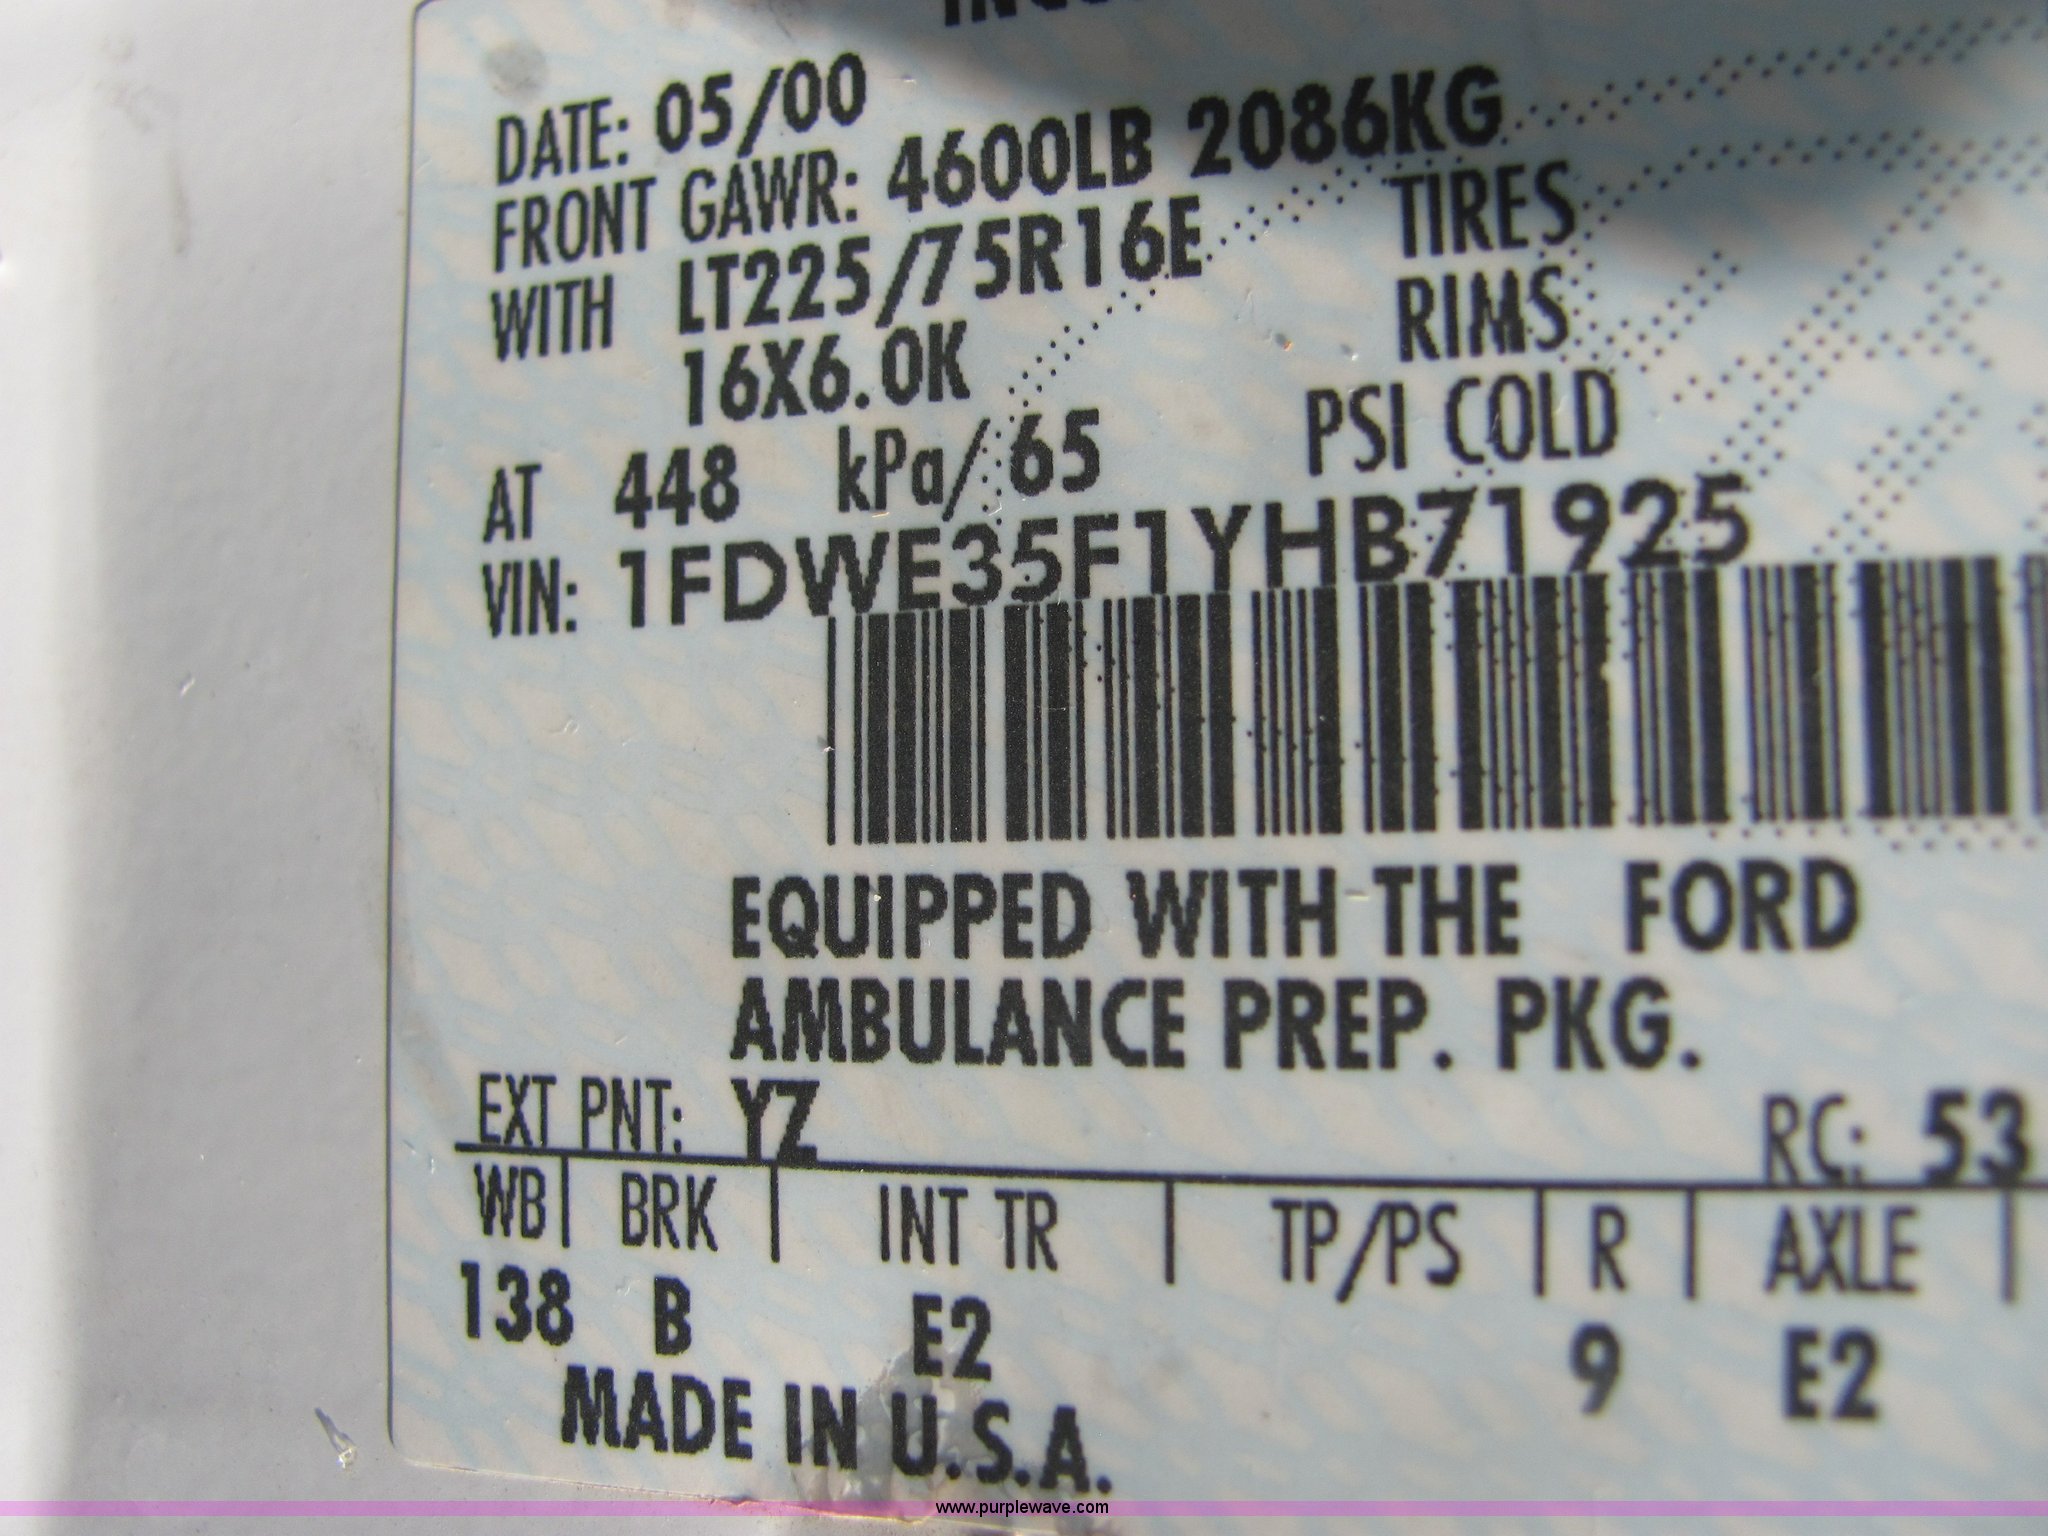 DATE: 05/00
FRONT GAWR: 4600LB 2086KG
WITH LT225/75R16E TIRES
16X6.0K RIMS
AT 448 kPa/ 65 PSI COLD
VIN: 1FDWE35F1YHB71925
EQUIPPED WITH THE FORD
AMBULANCE PREP. PKG.
EXT PNT: YZ RC: 53
WB | BRK | INT TR | TP/PS | R | AXLE |
138 B E2 9 E2
MADE IN U.S.A.
www.purplewave.com